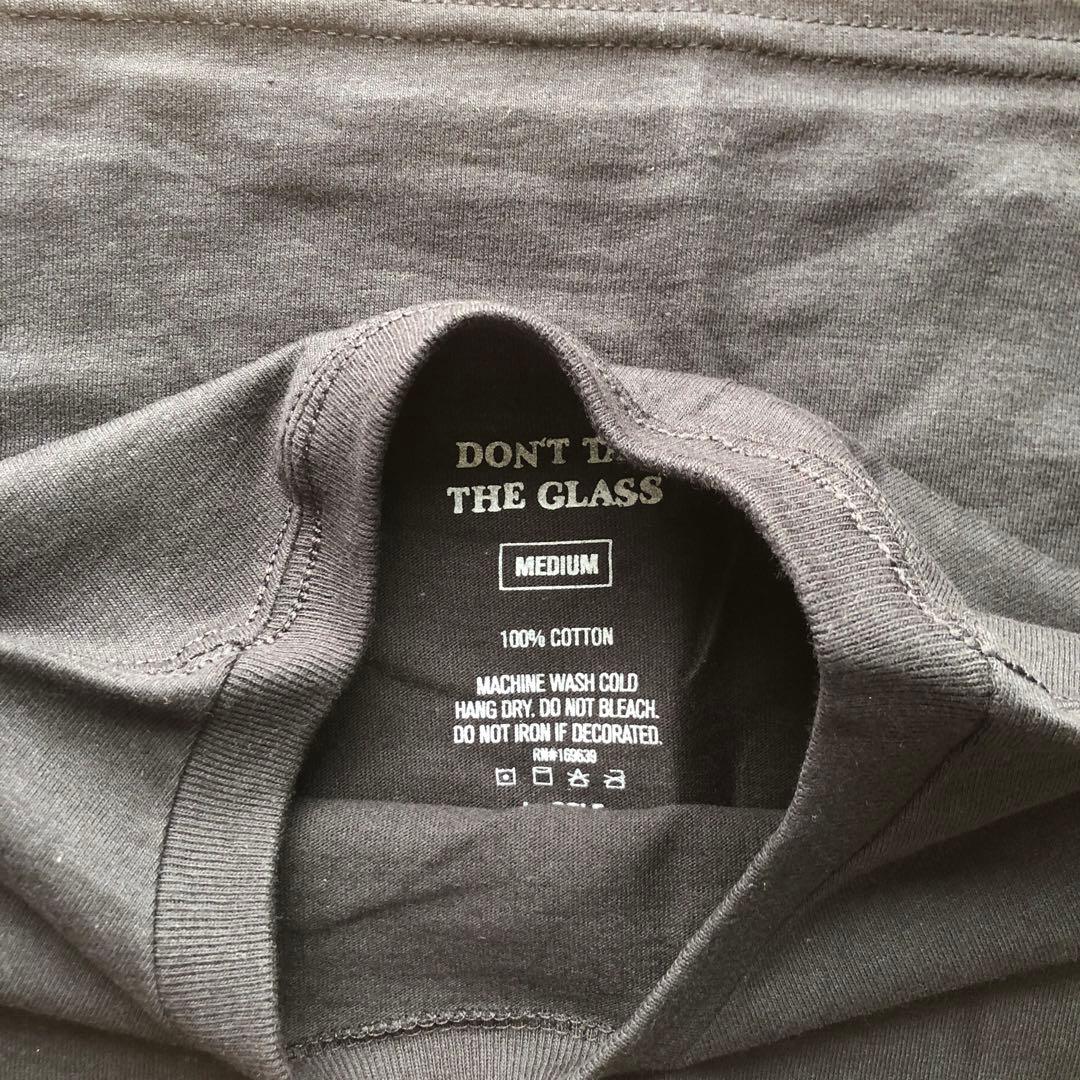 DON'T TA
THE GLASS
MEDIUM
100% COTTON
MACHINE WASH COLD
HANG DRY. DO NOT BLEACH.
DO NOT IRON IF DECORATED.
RN#169639